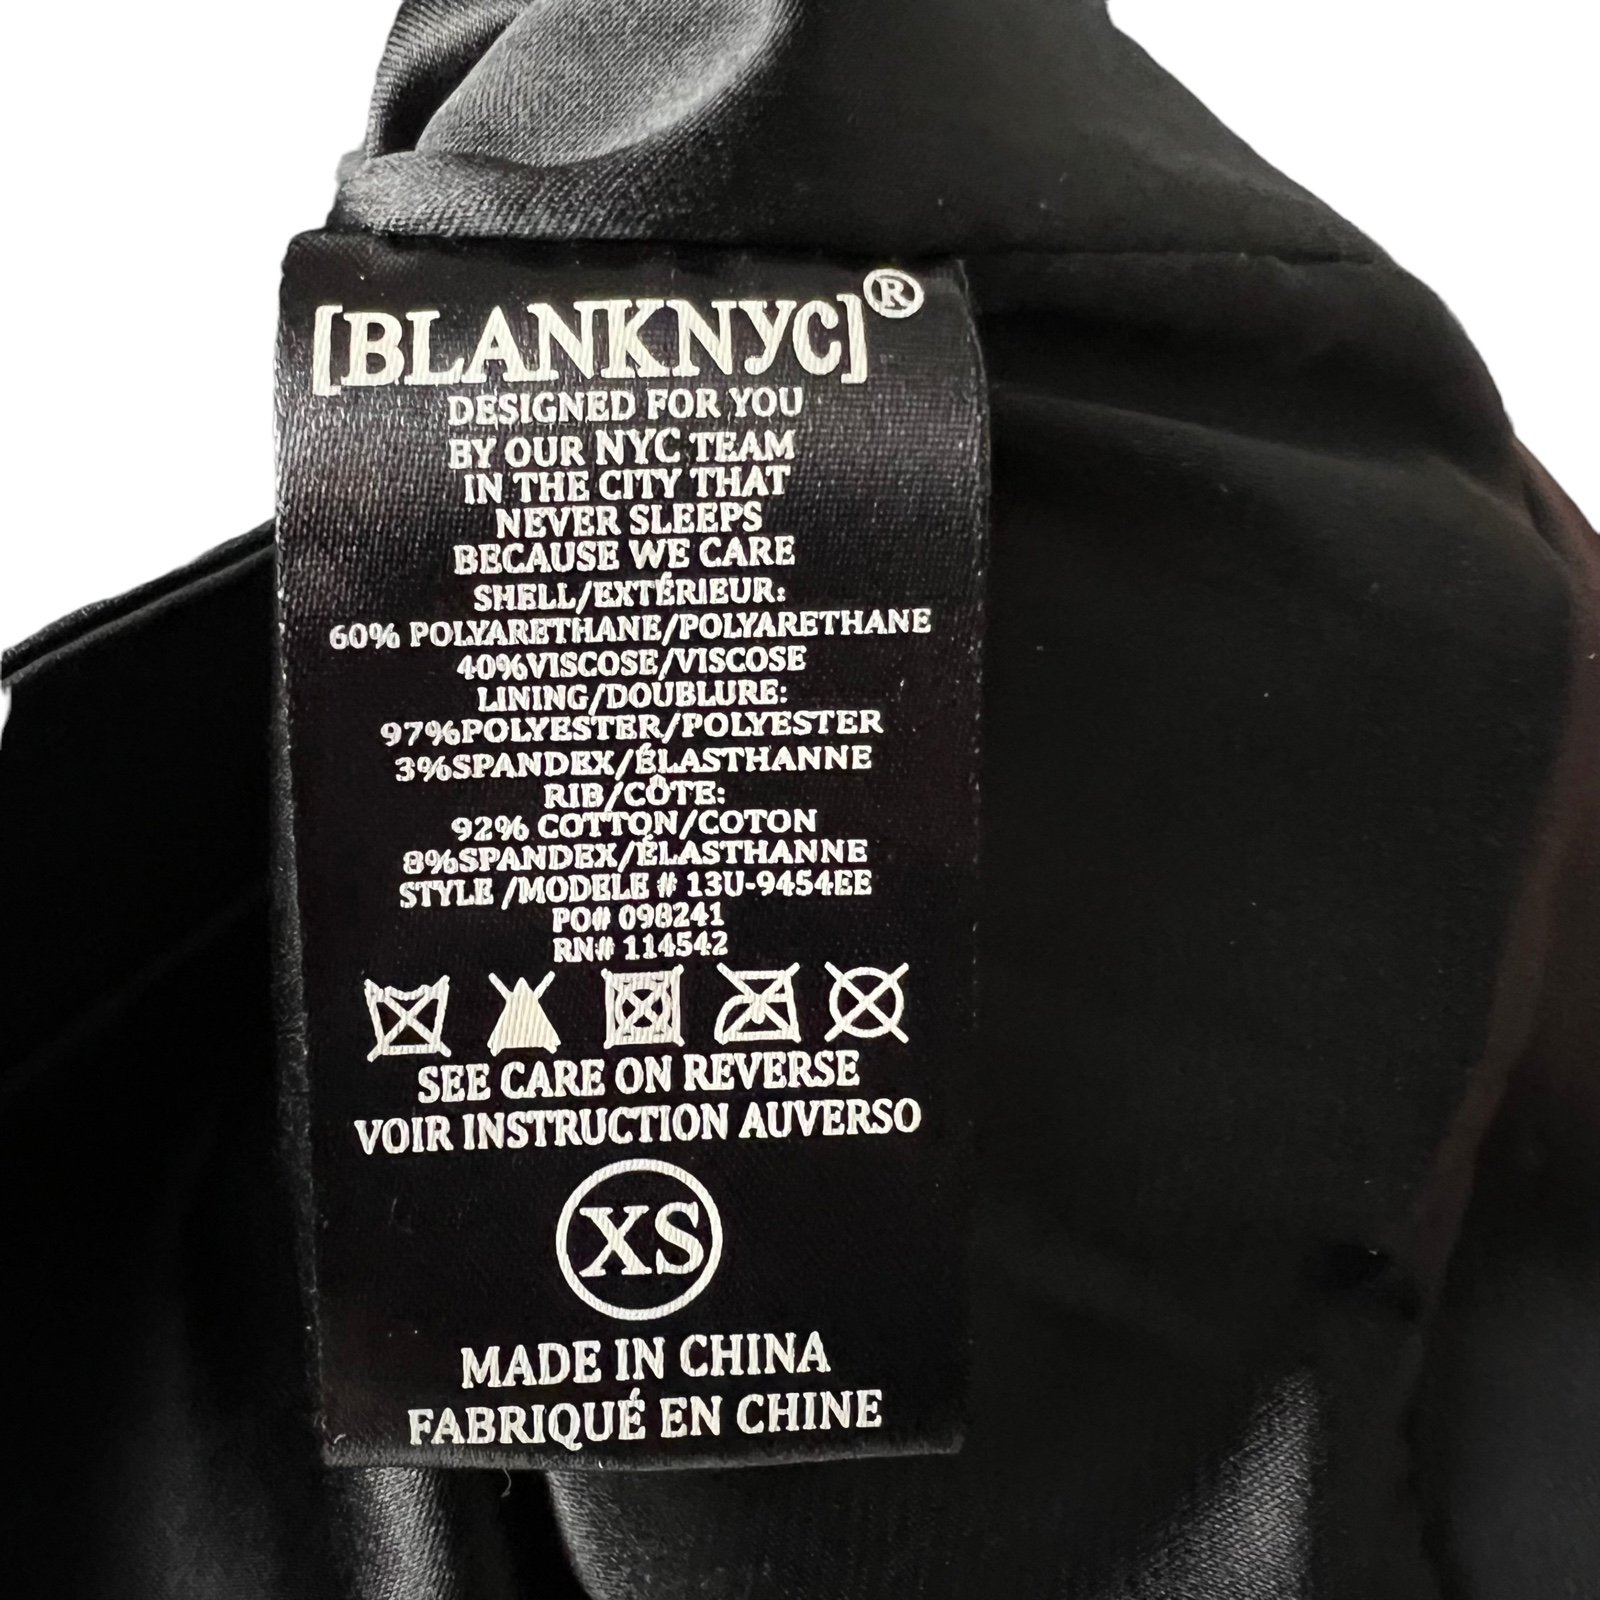 [BLANKNYC]®
DESIGNED FOR YOU
BY OUR NYC TEAM
IN THE CITY THAT
NEVER SLEEPS
BECAUSE WE CARE
SHELL/EXTÉRIEUR:
60% POLYARETHANE/POLYARETHANE
40%VISCOSE/VISCOSE
LINING/DOUBLURE:
97%POLYESTER/POLYESTER
3%SPANDEX/ÉLASTHANNE
RIB/CÔTE:
92% COTTON/COTON
8%SPANDEX/ÉLASTHANNE
STYLE /MODELE # 13U-9454EE
PO# 098241
RN# 114542
SEE CARE ON REVERSE
VOIR INSTRUCTION AUVERSO
XS
MADE IN CHINA
FABRIQUÉ EN CHINE